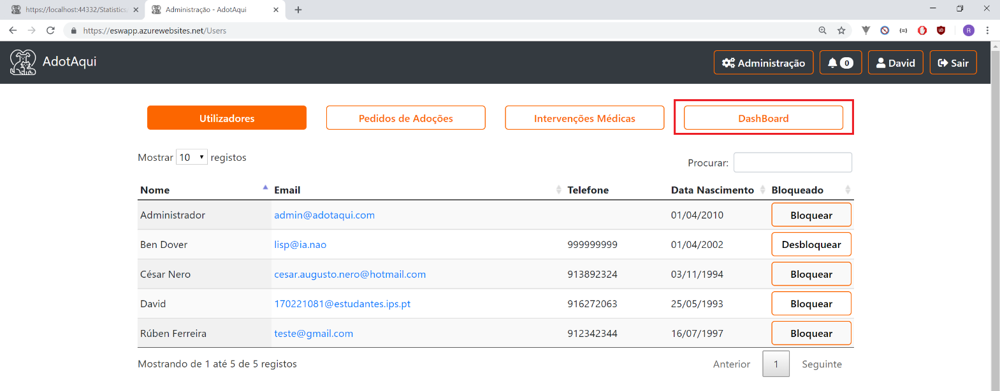 https://localhost:44332/Statistics/
Administração - AdotAqui
https://eswapp.azurewebsites.net/Users
R
AdotAqui
Administração
0
David
Sair
Utilizadores
Pedidos de Adoções
Intervenções Médicas
DashBoard
Mostrar 10 registos
Procurar:
Nome Email Telefone Data Nascimento Bloqueado
Administrador admin@adotaqui.com 01/04/2010 Bloquear
Ben Dover lisp@ia.nao 999999999 01/04/2002 Desbloquear
César Nero cesar.augusto.nero@hotmail.com 913892324 03/11/1994 Bloquear
David 170221081@estudantes.ips.pt 916272063 25/05/1993 Bloquear
Rúben Ferreira teste@gmail.com 912342344 16/07/1997 Bloquear
Mostrando de 1 até 5 de 5 registos
Anterior 1 Seguinte